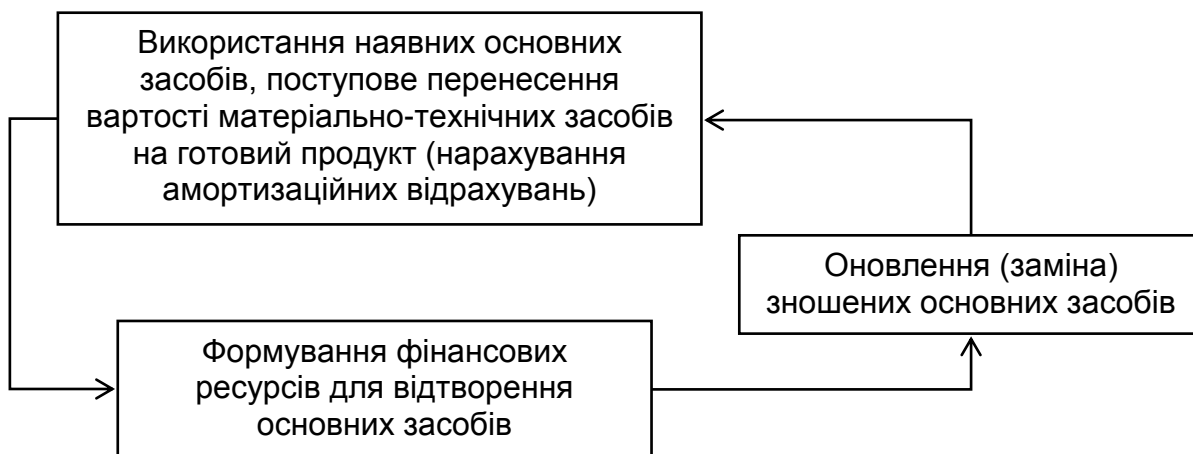 Використання наявних основних
засобів, поступове перенесення
вартості матеріально-технічних засобів
на готовий продукт (нарахування
амортизаційних відрахувань)
Оновлення (заміна)
зношених основних засобів
Формування фінансових
ресурсів для відтворення
основних засобів